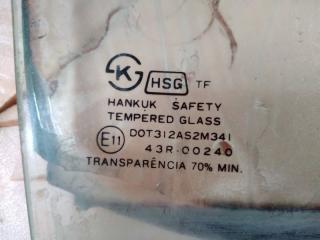 K HSG TF
HANKUK SAFETY
TEMPERED GLASS
E11 DOT312AS2M341
43R-00240
TRANSPARÊNCIA 70% MIN.